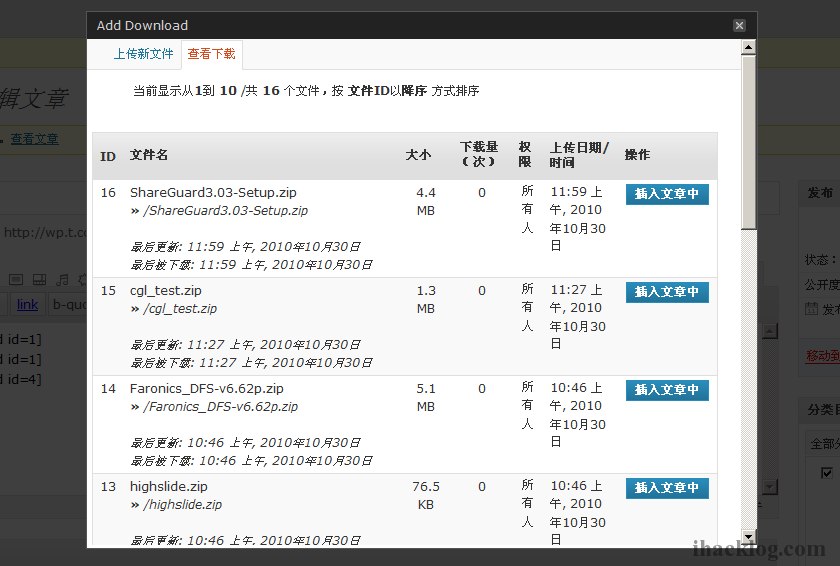 Add Download
上传新文件 查看下载
当前显示从1到 10 /共 16 个文件，按 文件ID以降序 方式排序
ID 文件名 大小 下载量（次） 权限 上传日期/时间 操作
16 ShareGuard3.03-Setup.zip 4.4 MB 0 所有人 11:59 上午, 2010年10月30日 插入文章中
» /ShareGuard3.03-Setup.zip
最后更新: 11:59 上午, 2010年10月30日
最后被下载: 11:59 上午, 2010年10月30日
15 cgl_test.zip 1.3 MB 0 所有人 11:27 上午, 2010年10月30日 插入文章中
» /cgl_test.zip
最后更新: 11:27 上午, 2010年10月30日
最后被下载: 11:27 上午, 2010年10月30日
14 Faronics_DFS-v6.62p.zip 5.1 MB 0 所有人 10:46 上午, 2010年10月30日 插入文章中
» /Faronics_DFS-v6.62p.zip
最后更新: 10:46 上午, 2010年10月30日
最后被下载: 10:46 上午, 2010年10月30日
13 highslide.zip 76.5 KB 0 所有人 10:46 上午, 2010年10月30日 插入文章中
» /highslide.zip
最后更新: 10:46 上午, 2010年10月30日
辑文章
查看文章
http://wp.t.co
link b-quo
d id=1]
d id=1]
d id=4]
发布
状态：
公开度
发布
移动到
分类目
全部分
ihacklog.com